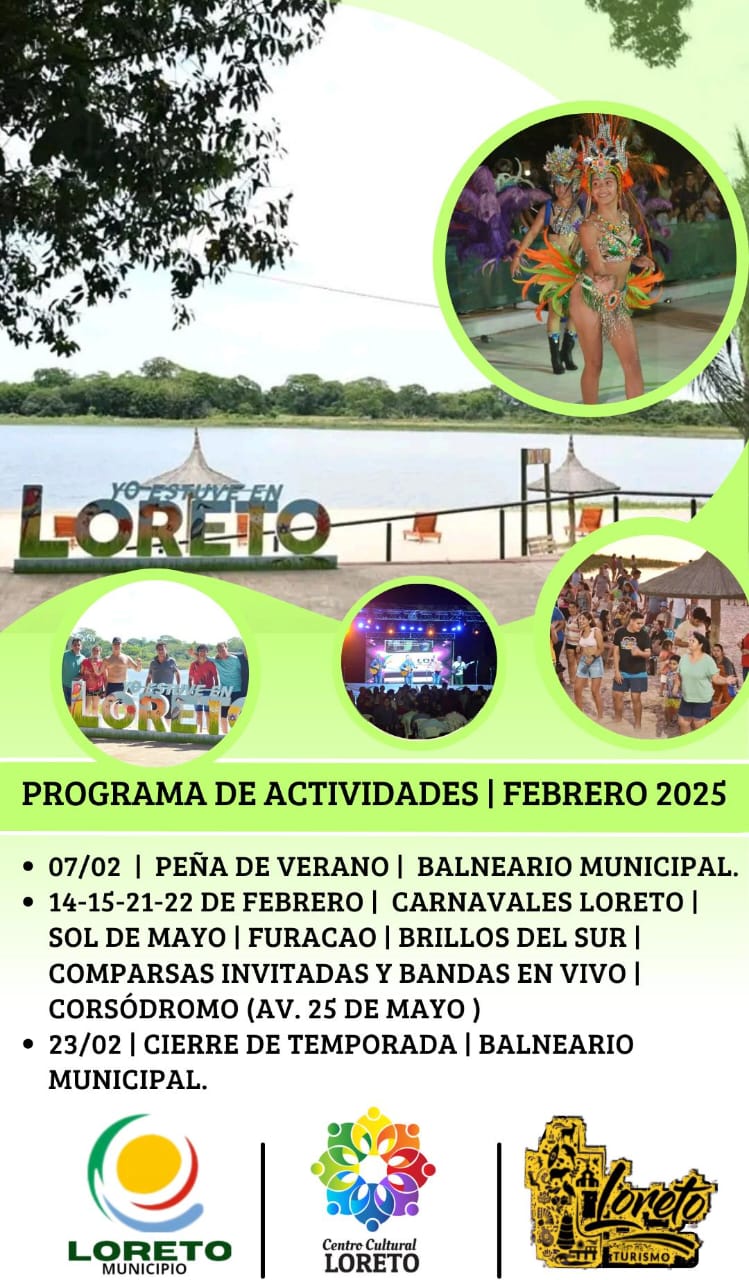 YO ESTUVE EN
LORETO
YO ESTUVE EN
LORETO
PROGRAMA DE ACTIVIDADES | FEBRERO 2025
• 07/02 | PEÑA DE VERANO | BALNEARIO MUNICIPAL.
• 14-15-21-22 DE FEBRERO | CARNAVALES LORETO |
SOL DE MAYO | FURACAO | BRILLOS DEL SUR |
COMPARSAS INVITADAS Y BANDAS EN VIVO |
CORSÓDROMO (AV. 25 DE MAYO )
• 23/02 | CIERRE DE TEMPORADA | BALNEARIO
MUNICIPAL.
LORETO
MUNICIPIO
Centro Cultural
LORETO
Loreto
TURISMO